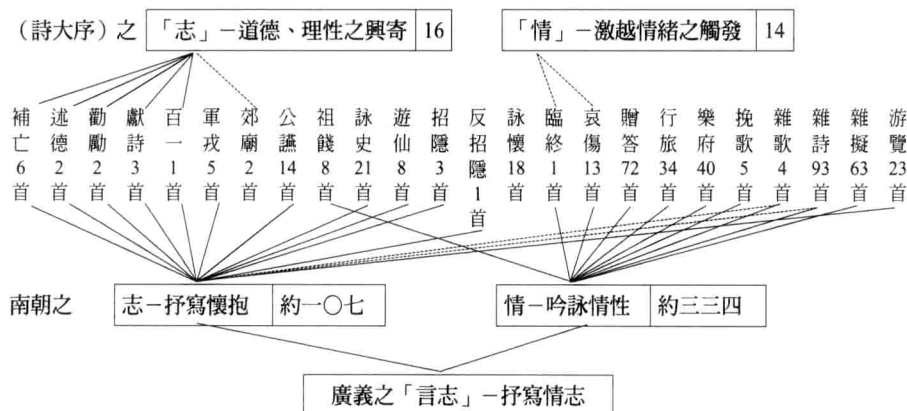 （詩大序）之 「志」－道德、理性之興寄 16 「情」－激越情緒之觸發 14
補亡6首
述德2首
勸勵2首
獻詩3首
百一1首
軍戎5首
郊廟2首
公讌14首
祖餞8首
詠史21首
遊仙8首
招隱3首
反招隱1首
詠懷18首
臨終1首
哀傷13首
贈答72首
行旅34首
樂府40首
挽歌5首
雜歌4首
雜詩93首
雜擬63首
游覽23首
南朝之 志－抒寫懷抱 約一〇七 情－吟詠情性 約三三四
廣義之「言志」－抒寫情志